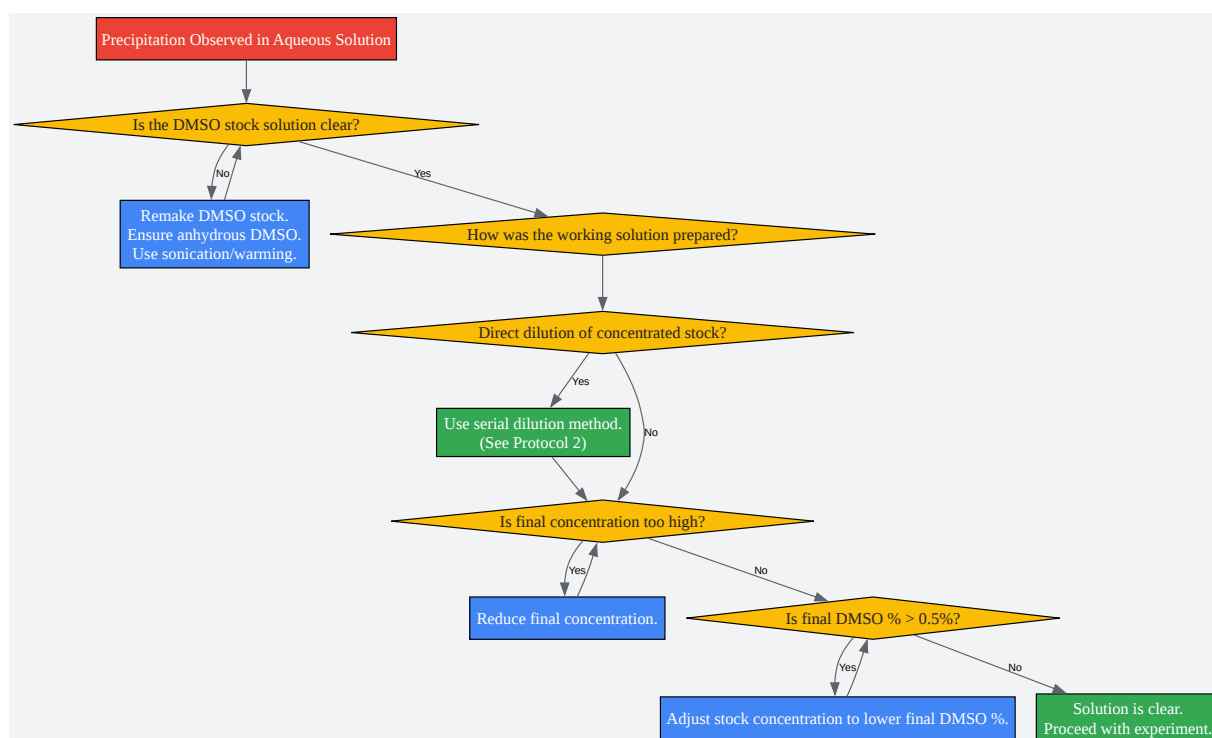 Precipitation Observed in Aqueous Solution
Is the DMSO stock solution clear?
No
Yes
Remake DMSO stock.
Ensure anhydrous DMSO.
Use sonication/warming.
How was the working solution prepared?
Direct dilution of concentrated stock?
Yes
Use serial dilution method.
(See Protocol 2)
No
Is final concentration too high?
Yes
No
Reduce final concentration.
Is final DMSO % > 0.5%?
Yes
No
Adjust stock concentration to lower final DMSO %.
Solution is clear.
Proceed with experiment.